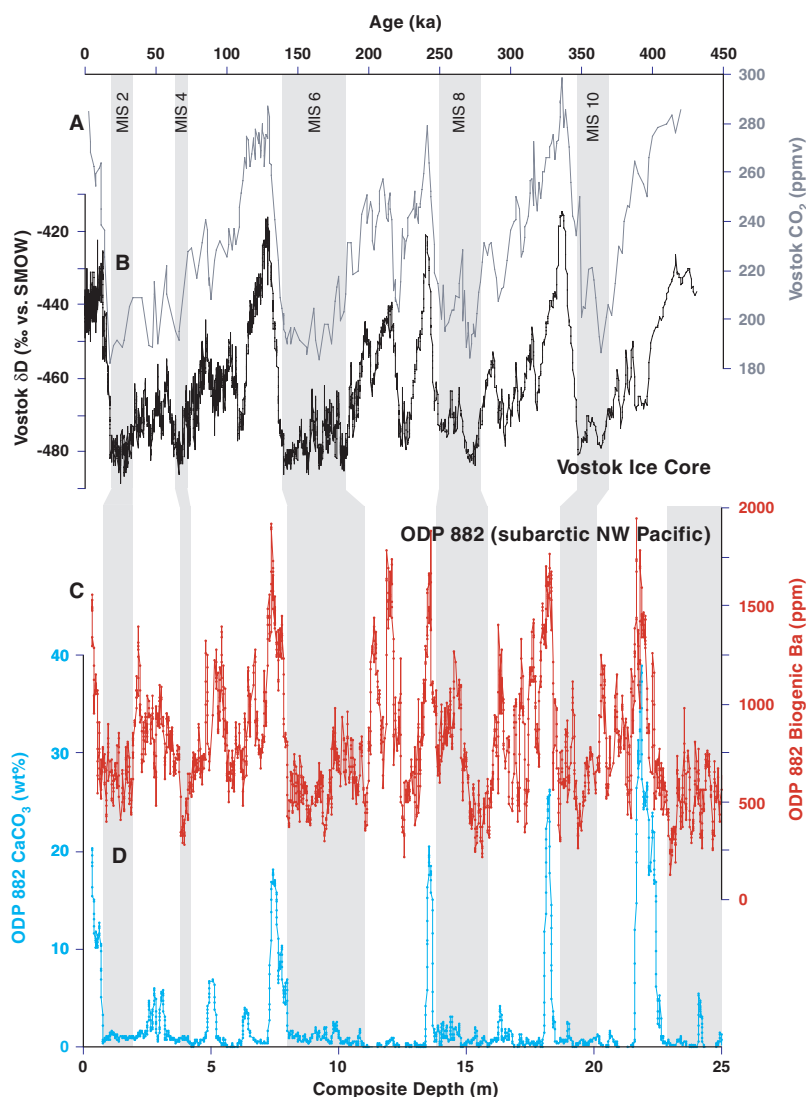 Age (ka)
0 50 100 130 150 200 250 300 350 400 450
MIS 2
MIS 4
MIS 6
MIS 8
MIS 10
A
300
280
260
240
220
200
180
Vostok CO2 (ppmv)
B
-420
-440
-460
-480
Vostok δD (‰ vs. SMOW)
Vostok Ice Core
ODP 882 (subarctic NW Pacific)
C
2000
1500
1000
500
0
ODP 882 Biogenic Ba (ppm)
D
40
30
20
10
0
ODP 882 CaCO3 (wt%)
0 5 10 15 20 25
Composite Depth (m)